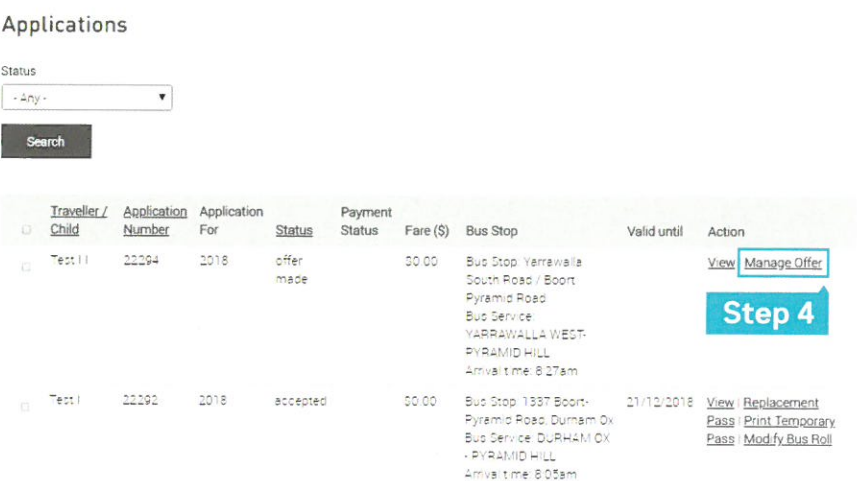 Applications
Status
- Any -
Search
Traveller / Child
Application Number
Application For
Status
Payment Status
Fare ($)
Bus Stop
Valid until
Action
22294
2018
offer
made
$0.00
Bus Stop: Yarrawalla
South Road / Boort
Pyramid Road
Bus Service:
YARRAWALLA WEST-
PYRAMID HILL
Arrival time: 8:27am
View Manage Offer
Step 4
Test I
22292
2018
accepted
$0.00
Bus Stop: 1337 Boort-
Pyramid Road, Durham Ox
Bus Service: DURHAM OX
- PYRAMID HILL
Arrival time: 8:05am
21/12/2018
View | Replacement
Pass | Print Temporary
Pass | Modify Bus Roll